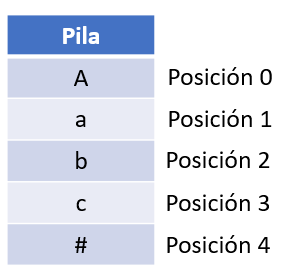 Pila
A Posición 0
a Posición 1
b Posición 2
c Posición 3
# Posición 4